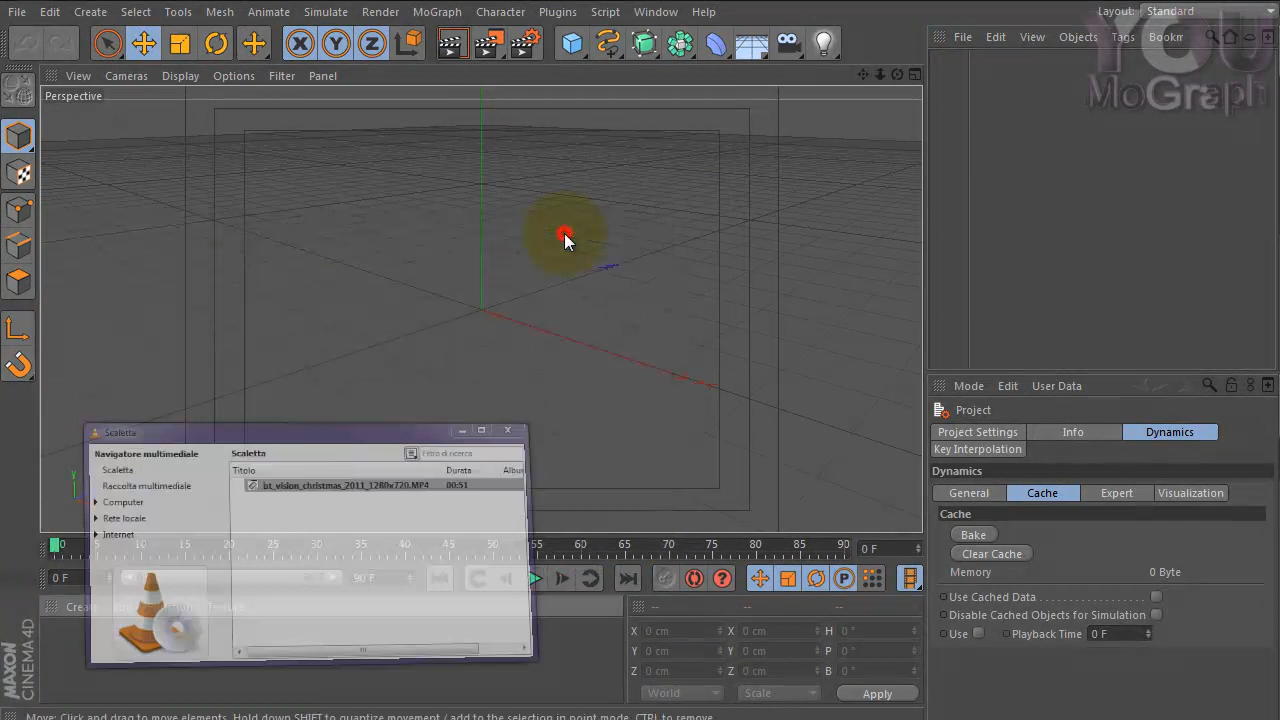 File Edit Create Select Tools Mesh Animate Simulate Render MoGraph Character Plugins Script Window Help
Layout: Standard
YOU
MoGraph
File Edit View Objects Tags Bookm
X Y Z
View Cameras Display Options Filter Panel
Perspective
Y
Scaletta
Navigatore multimediale
Scaletta
Raccolta multimediale
Computer
Rete locale
Internet
Scaletta
Filtro di ricerca
Titolo Durata Albu
bt_vision_christmas_2011_1280x720.MP4 00:51
Mode Edit User Data
Project
Project Settings Info Dynamics
Key Interpolation
Dynamics
General Cache Expert Visualization
Cache
Bake
Clear Cache
Memory 0 Byte
Use Cached Data
Disable Cached Objects for Simulation
Use Playback Time 0 F
0 5 10 15 20 25 30 35 40 45 50 55 60 65 70 75 80 85 90 0 F
0 F 90 F
P
Create Texture
-- -- --
X 0 cm X 0 cm H 0 °
Y 0 cm Y 0 cm P 0 °
Z 0 cm Z 0 cm B 0 °
World Scale Apply
MAXON
CINEMA 4D
Move: Click and drag to move elements. Hold down SHIFT to quantize movement / add to the selection in point mode, CTRL to remove.